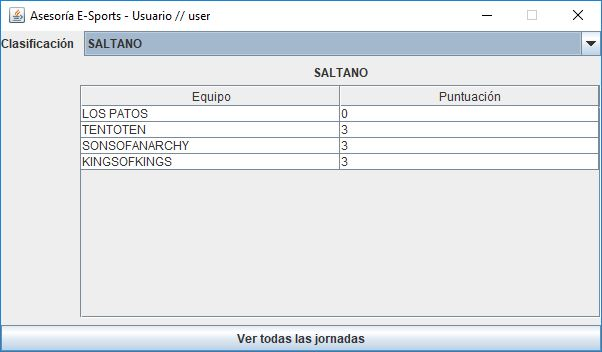 Asesoría E-Sports - Usuario // user
Clasificación SALTANO
SALTANO
Equipo Puntuación
LOS PATOS 0
TENTOTEN 3
SONSOFANARCHY 3
KINGSOFKINGS 3
Ver todas las jornadas